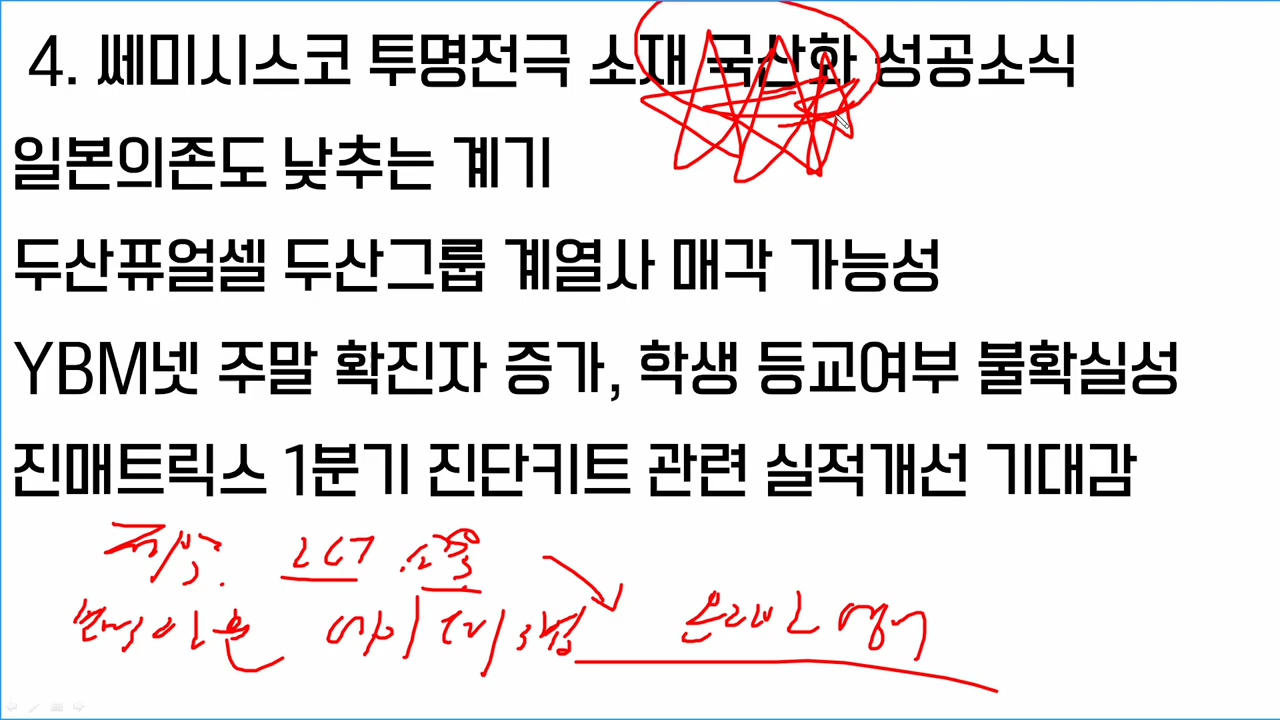 4. 쎄미시스코 투명전극 소재 국산화 성공소식
일본의존도 낮추는 계기
두산퓨얼셀 두산그룹 계열사 매각 가능성
YBM넷 주말 확진자 증가, 학생 등교여부 불확실성
진매트릭스 1분기 진단키트 관련 실적개선 기대감